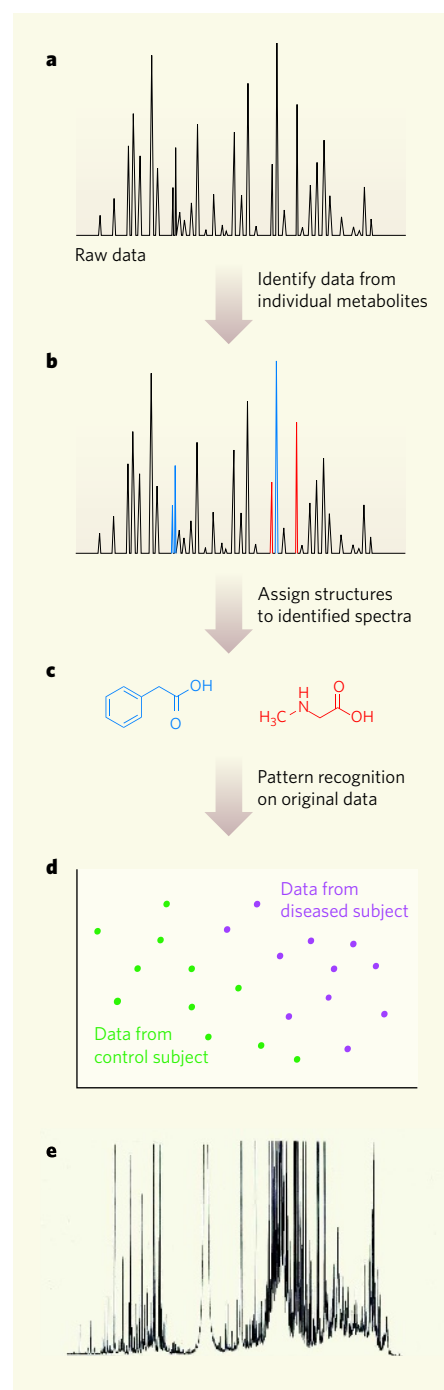 a
Raw data
Identify data from
individual metabolites
b
Assign structures
to identified spectra
c
OH
O
H
N
H₃C
O
OH
Pattern recognition
on original data
d
Data from
diseased subject
Data from
control subject
e